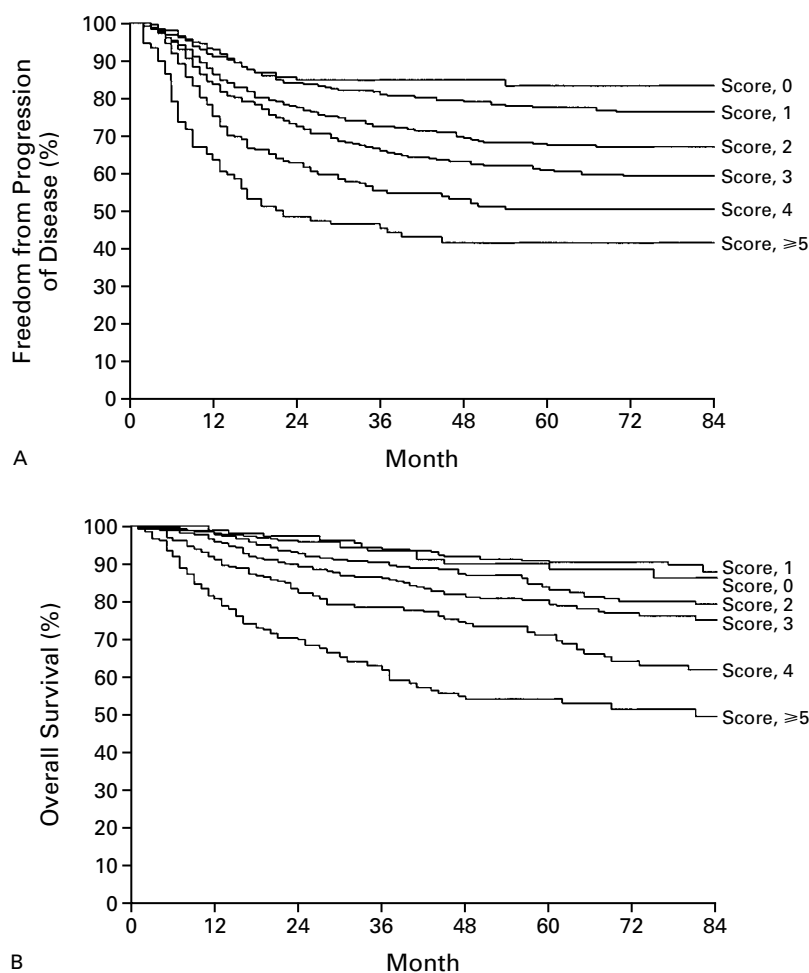 100
90
80
70
60
50
40
30
20
10
0
Freedom from Progression
of Disease (%)
Score, 0
Score, 1
Score, 2
Score, 3
Score, 4
Score, ⩾5
0 12 24 36 48 60 72 84
A
Month
100
90
80
70
60
50
40
30
20
10
0
Overall Survival (%)
Score, 1
Score, 0
Score, 2
Score, 3
Score, 4
Score, ⩾5
0 12 24 36 48 60 72 84
B
Month